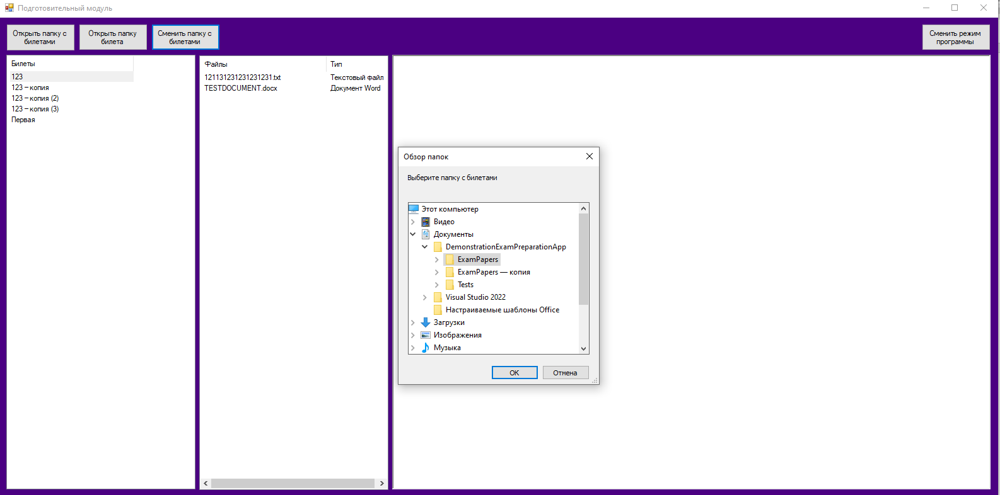 Подготовительный модуль
Открыть папку с
билетами
Открыть папку
билета
Сменить папку с
билетами
Сменить режим
программы
Билеты
123
123 – копия
123 – копия (2)
123 – копия (3)
Первая
Файлы Тип
121131231231231231.txt Текстовый файл
TESTDOCUMENT.docx Документ Word
Обзор папок
Выберите папку с билетами
Этот компьютер
Видео
Документы
DemonstrationExamPreparationApp
ExamPapers
ExamPapers — копия
Tests
Visual Studio 2022
Настраиваемые шаблоны Office
Загрузки
Изображения
Музыка
ОК Отмена